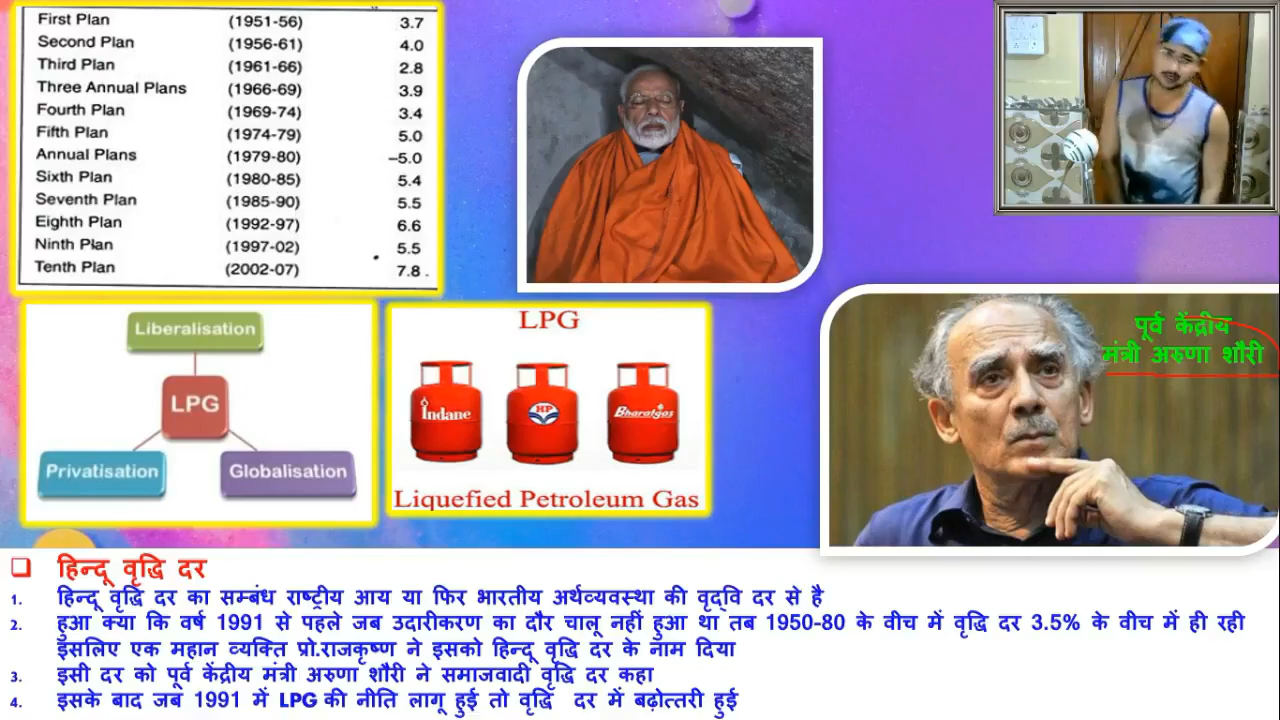 First Plan (1951-56) 3.7
Second Plan (1956-61) 4.0
Third Plan (1961-66) 2.8
Three Annual Plans (1966-69) 3.9
Fourth Plan (1969-74) 3.4
Fifth Plan (1974-79) 5.0
Annual Plans (1979-80) –5.0
Sixth Plan (1980-85) 5.4
Seventh Plan (1985-90) 5.5
Eighth Plan (1992-97) 6.6
Ninth Plan (1997-02) 5.5
Tenth Plan (2002-07) 7.8
Liberalisation
LPG
Privatisation
Globalisation
LPG
Indane
HP
Bharatgas
Liquefied Petroleum Gas
पूर्व केंद्रीय
मंत्री अरुणा शौरी
हिन्दू वृद्धि दर
1. हिन्दू वृद्धि दर का सम्बंध राष्ट्रीय आय या फिर भारतीय अर्थव्यवस्था की वृद्वि दर से है
2. हुआ क्या कि वर्ष 1991 से पहले जब उदारीकरण का दौर चालू नहीं हुआ था तब 1950-80 के वीच में वृद्धि दर 3.5% के वीच में ही रही
इसलिए एक महान व्यक्ति प्रो.राजकृष्ण ने इसको हिन्दू वृद्धि दर के नाम दिया
3. इसी दर को पूर्व केंद्रीय मंत्री अरुणा शौरी ने समाजवादी वृद्धि दर कहा
4. इसके बाद जब 1991 में LPG की नीति लागू हुई तो वृद्धि दर में बढ़ोत्तरी हुई